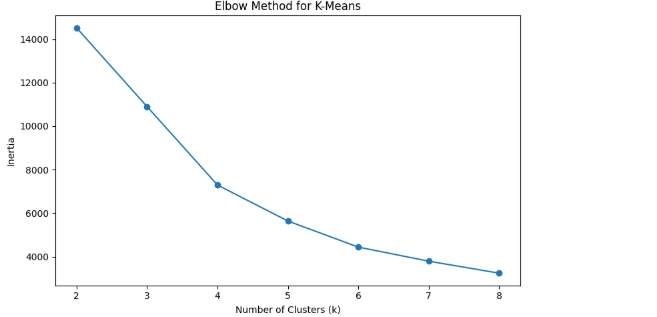 Elbow Method for K-Means
14000
12000
10000
8000
6000
4000
Inertia
2 3 4 5 6 7 8
Number of Clusters (k)